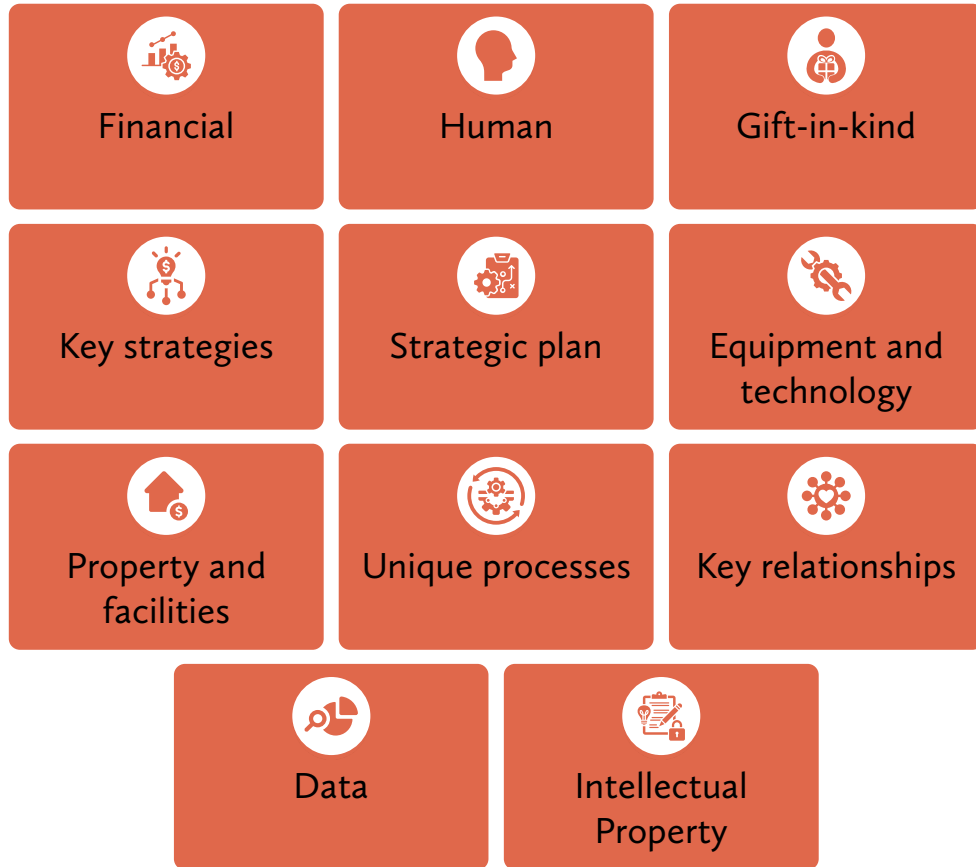 Financial
Human
Gift-in-kind
Key strategies
Strategic plan
Equipment and
technology
Property and
facilities
Unique processes
Key relationships
Data
Intellectual
Property